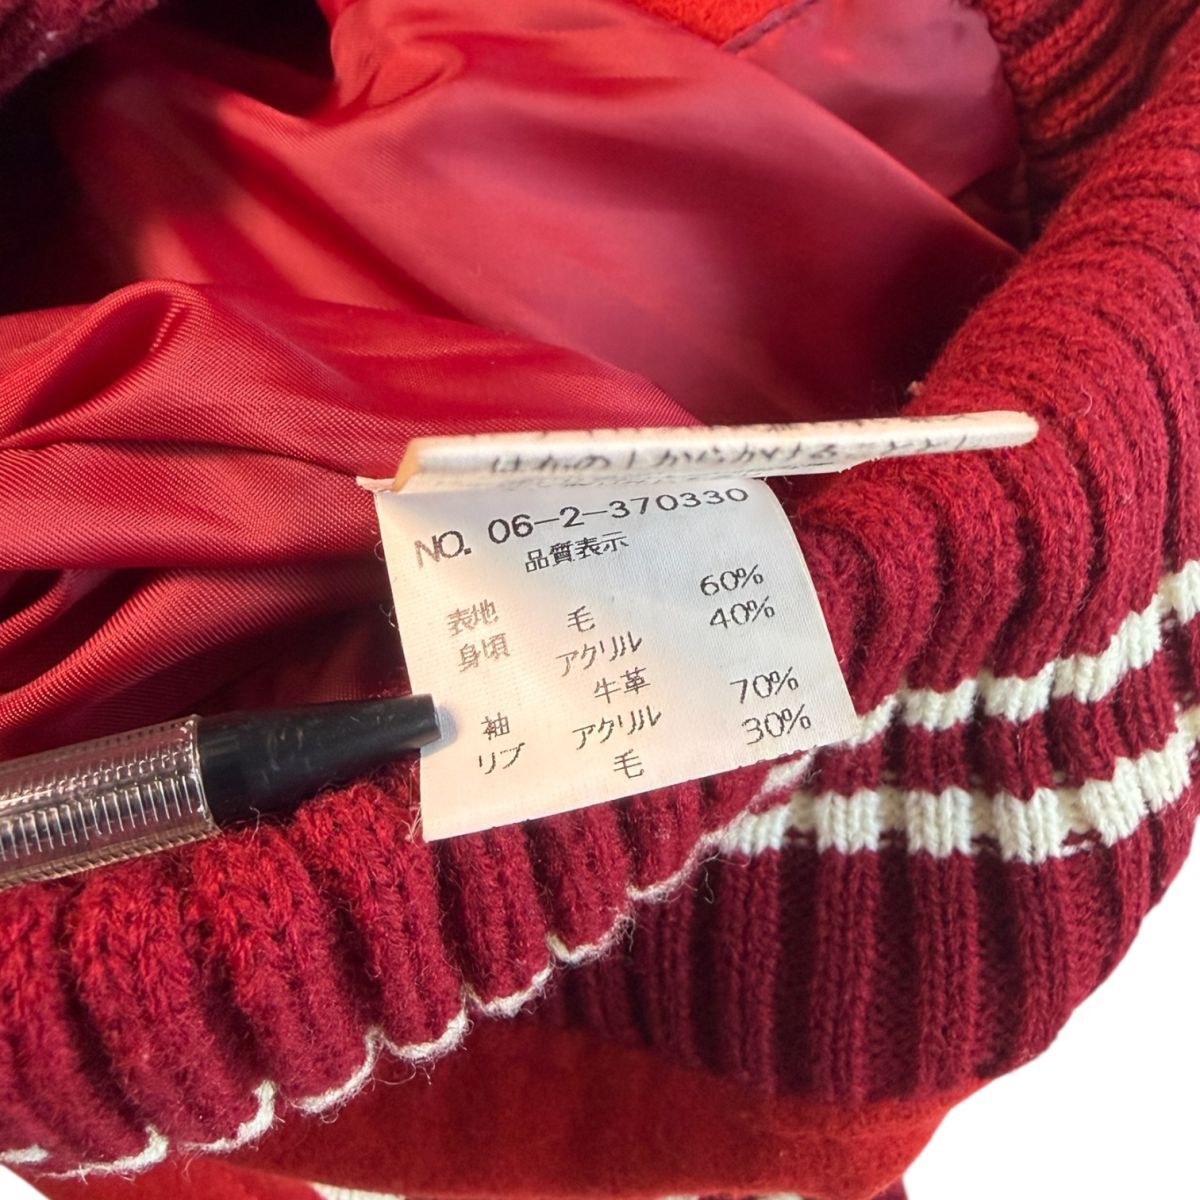 NO. 06-2-370330
品質表示
表地 毛 60%
身頃 アクリル 40%
牛革
袖 アクリル 70%
リブ 毛 30%